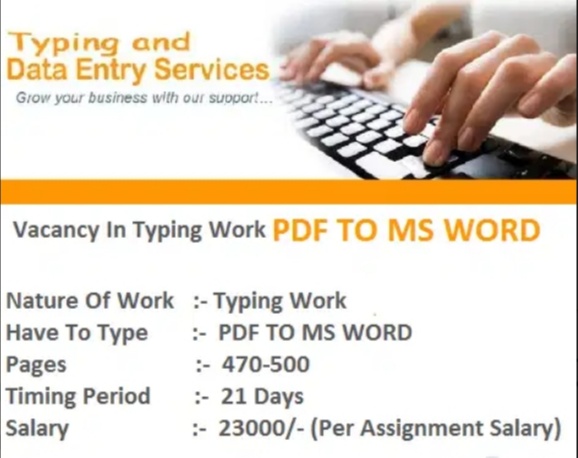 Typing and
Data Entry Services
Grow your business with our support...
Vacancy In Typing Work PDF TO MS WORD
Nature Of Work :- Typing Work
Have To Type :- PDF TO MS WORD
Pages :- 470-500
Timing Period :- 21 Days
Salary :- 23000/- (Per Assignment Salary)